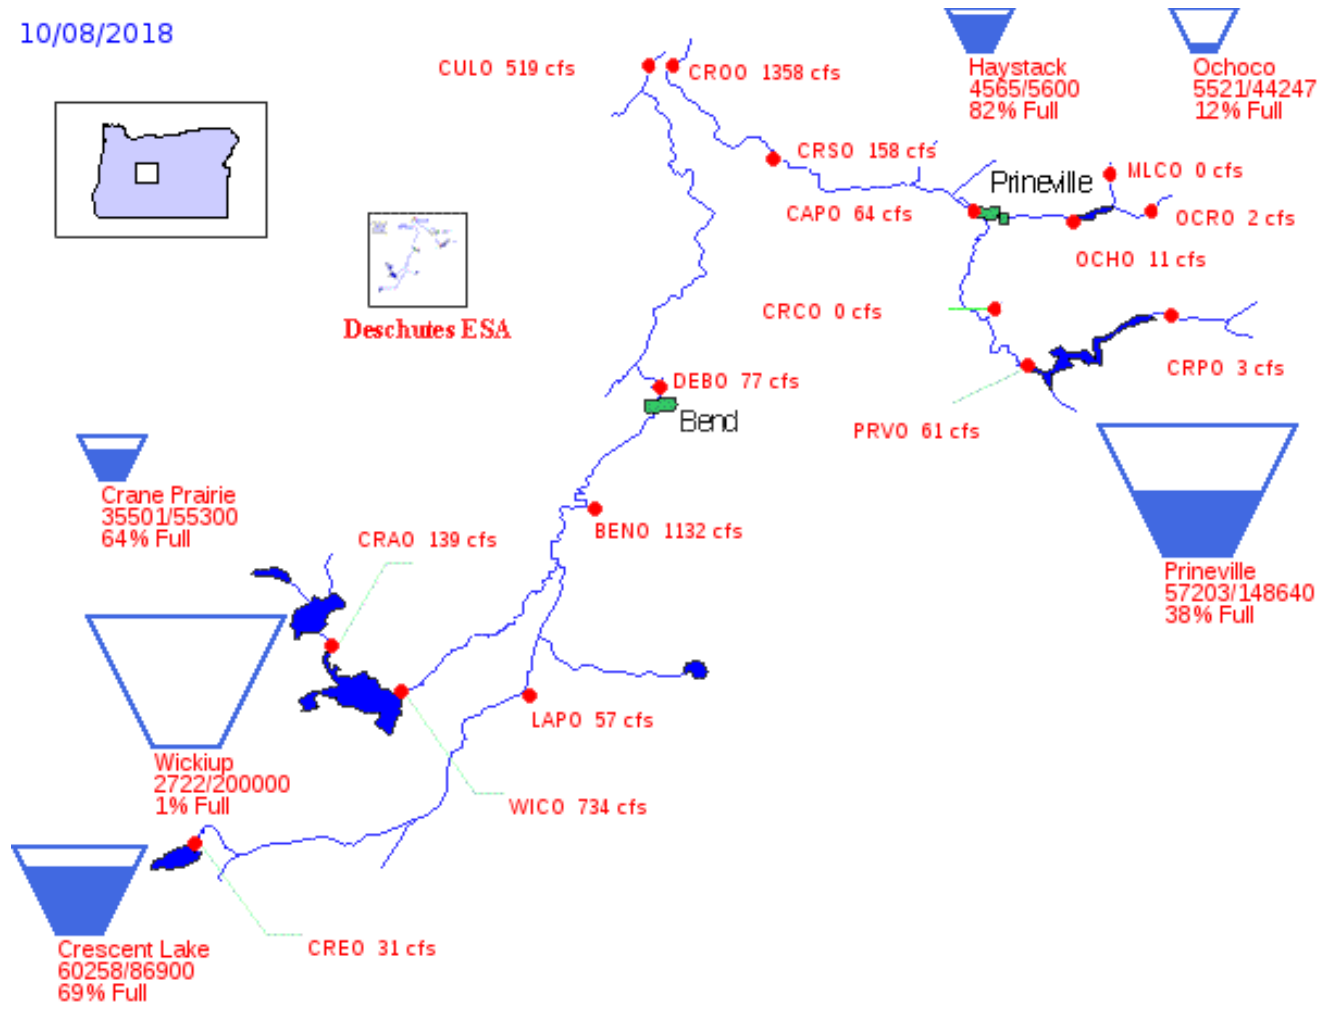 10/08/2018
CULO 519 cfs
CROO 1358 cfs
Haystack
4565/5600
82% Full
Ochoco
5521/44247
12% Full
CRSO 158 cfs
MLCO 0 cfs
Prineville
CAPO 64 cfs
OCRO 2 cfs
OCHO 11 cfs
CRCO 0 cfs
Deschutes ESA
CRPO 3 cfs
DEBO 77 cfs
Bend
PRVO 61 cfs
Crane Prairie
35501/55300
64% Full
BENO 1132 cfs
CRAO 139 cfs
Prineville
57203/148640
38% Full
LAPO 57 cfs
Wickiup
2722/200000
1% Full
WICO 734 cfs
Crescent Lake
60258/86900
69% Full
CREO 31 cfs